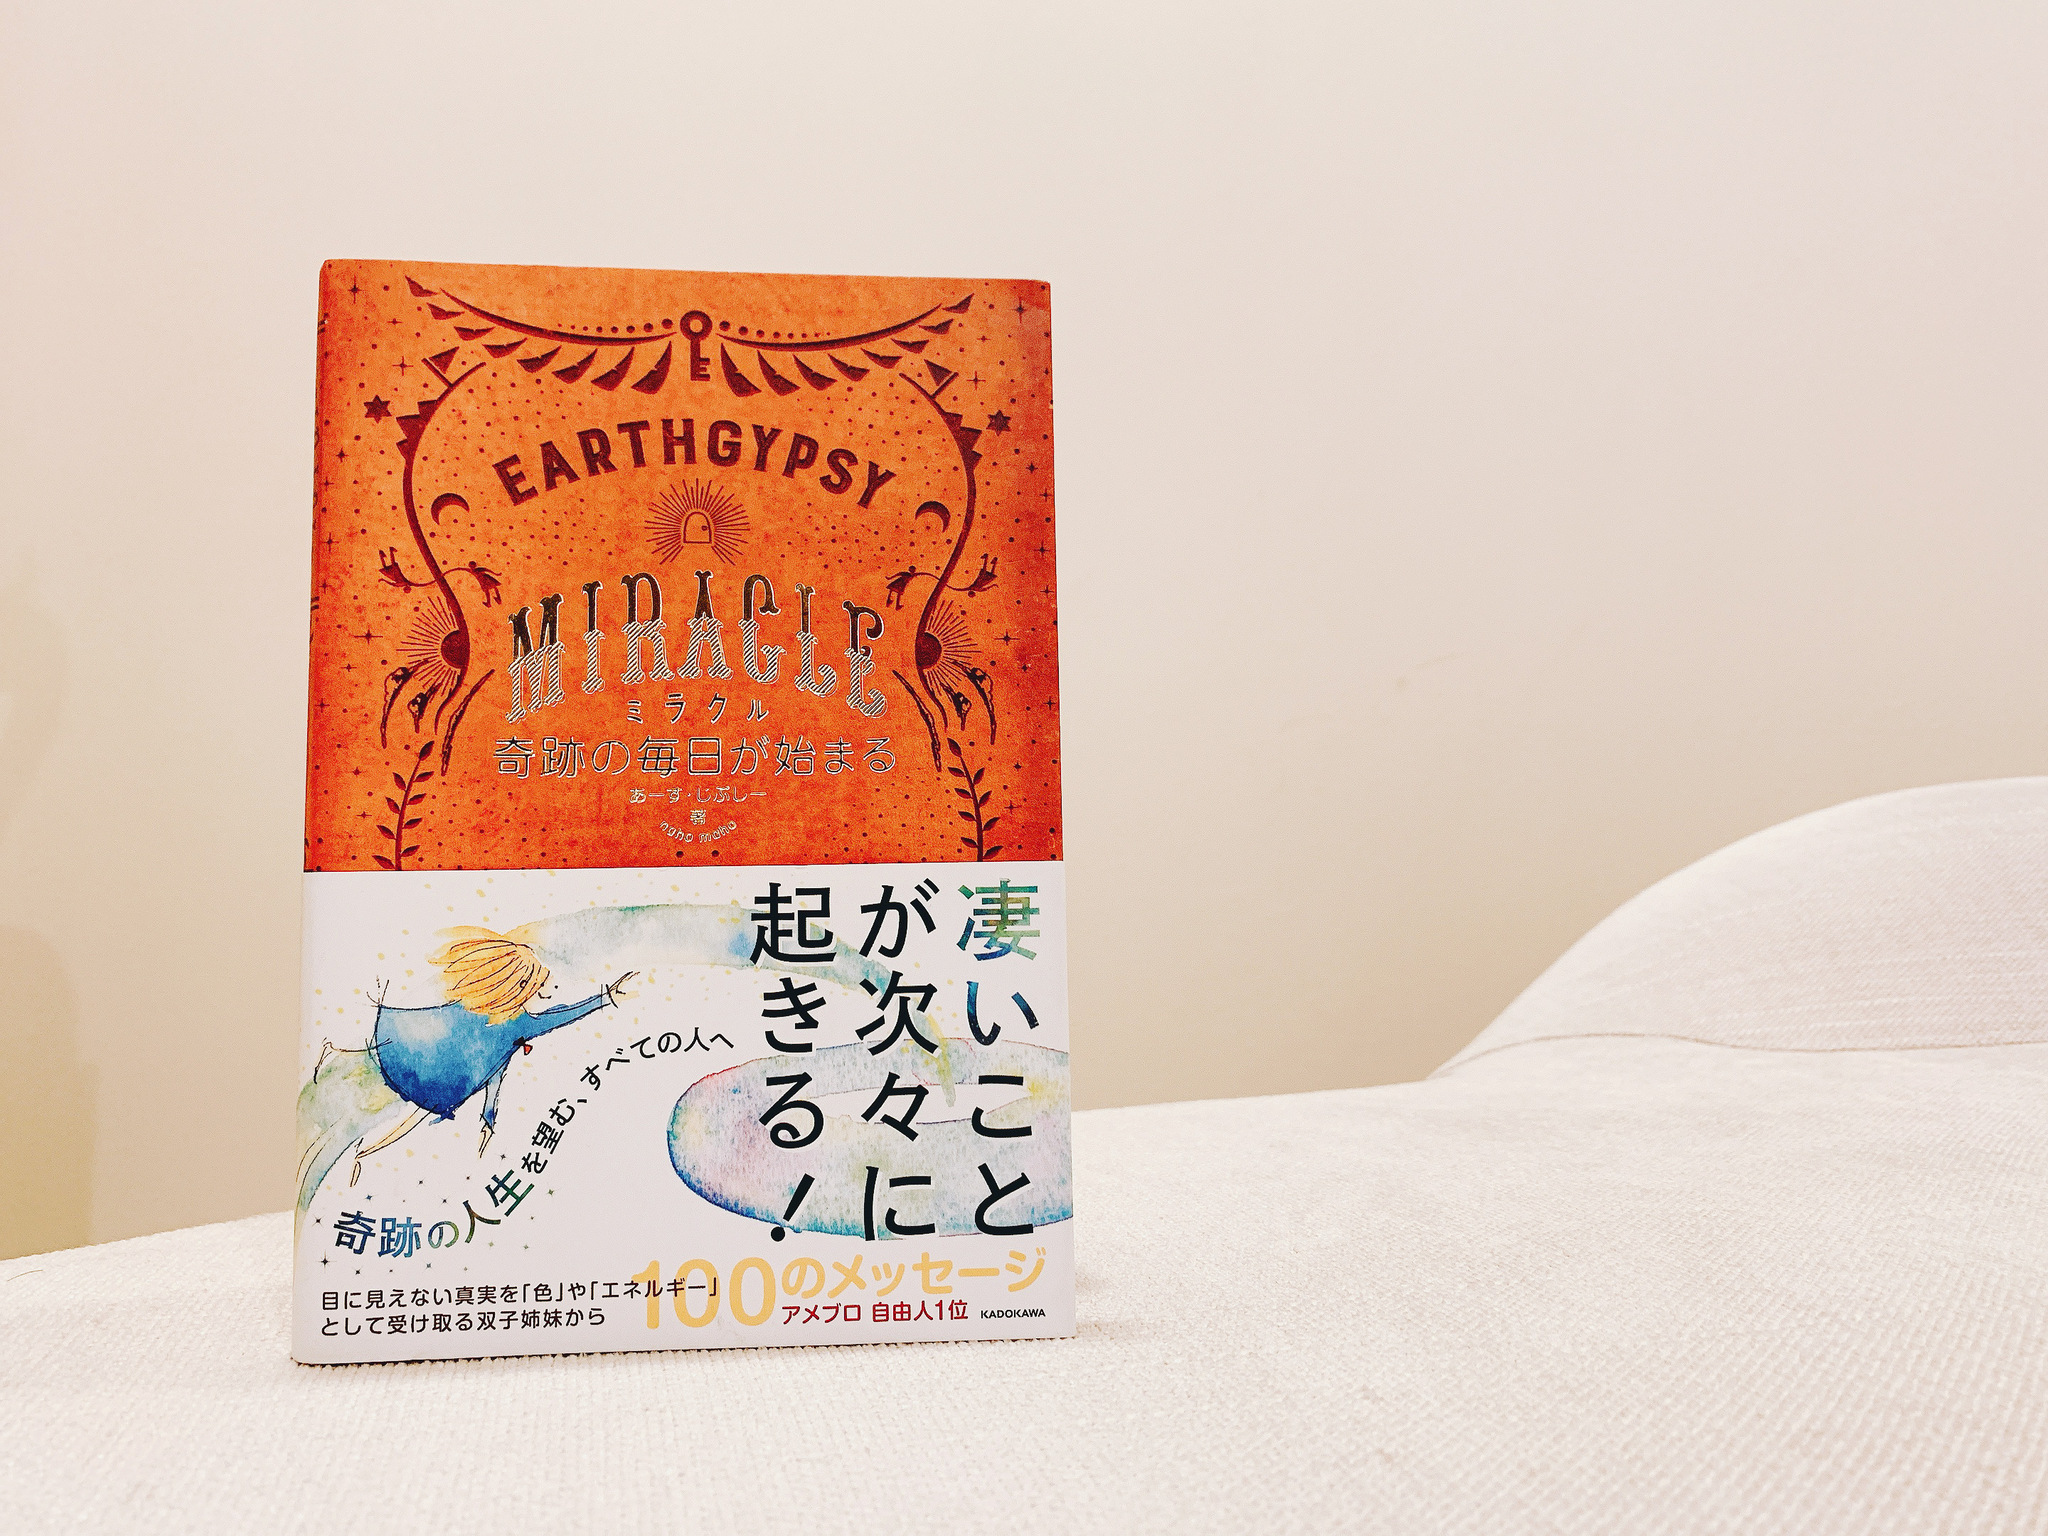 EARTHGYPSY
MIRACLE
ミラクル
奇跡の毎日が始まる
あーす・じぷしー
著
naho maho
凄いこと
が次々に
起きる！
奇跡の人生を望む、すべての人へ
目に見えない真実を「色」や「エネルギー」
として受け取る双子姉妹から
100のメッセージ
アメブロ 自由人1位
KADOKAWA